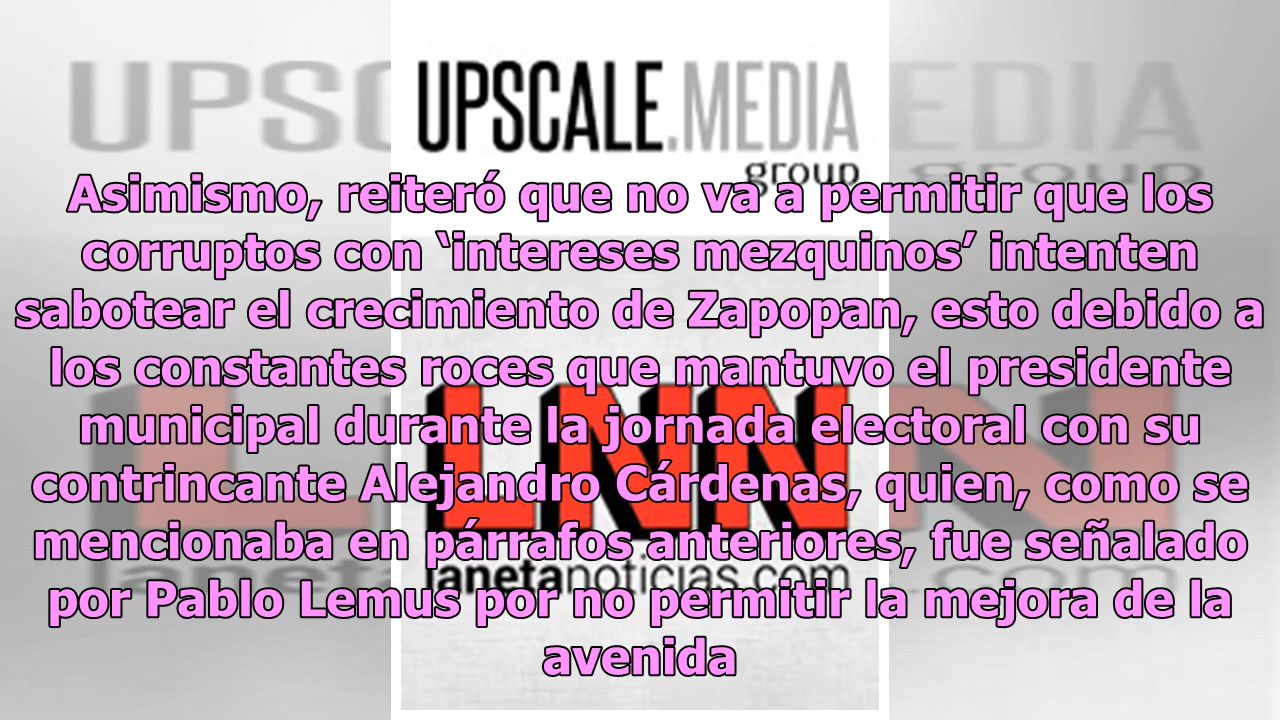 UPSCALE.MEDIA
group
Asimismo, reiteró que no va a permitir que los
corruptos con ‘intereses mezquinos’ intenten
sabotear el crecimiento de Zapopan, esto debido a
los constantes roces que mantuvo el presidente
municipal durante la jornada electoral con su
contrincante Alejandro Cárdenas, quien, como se
mencionaba en párrafos anteriores, fue señalado
por Pablo Lemus por no permitir la mejora de la
avenida
LNN
lanetanoticias.com